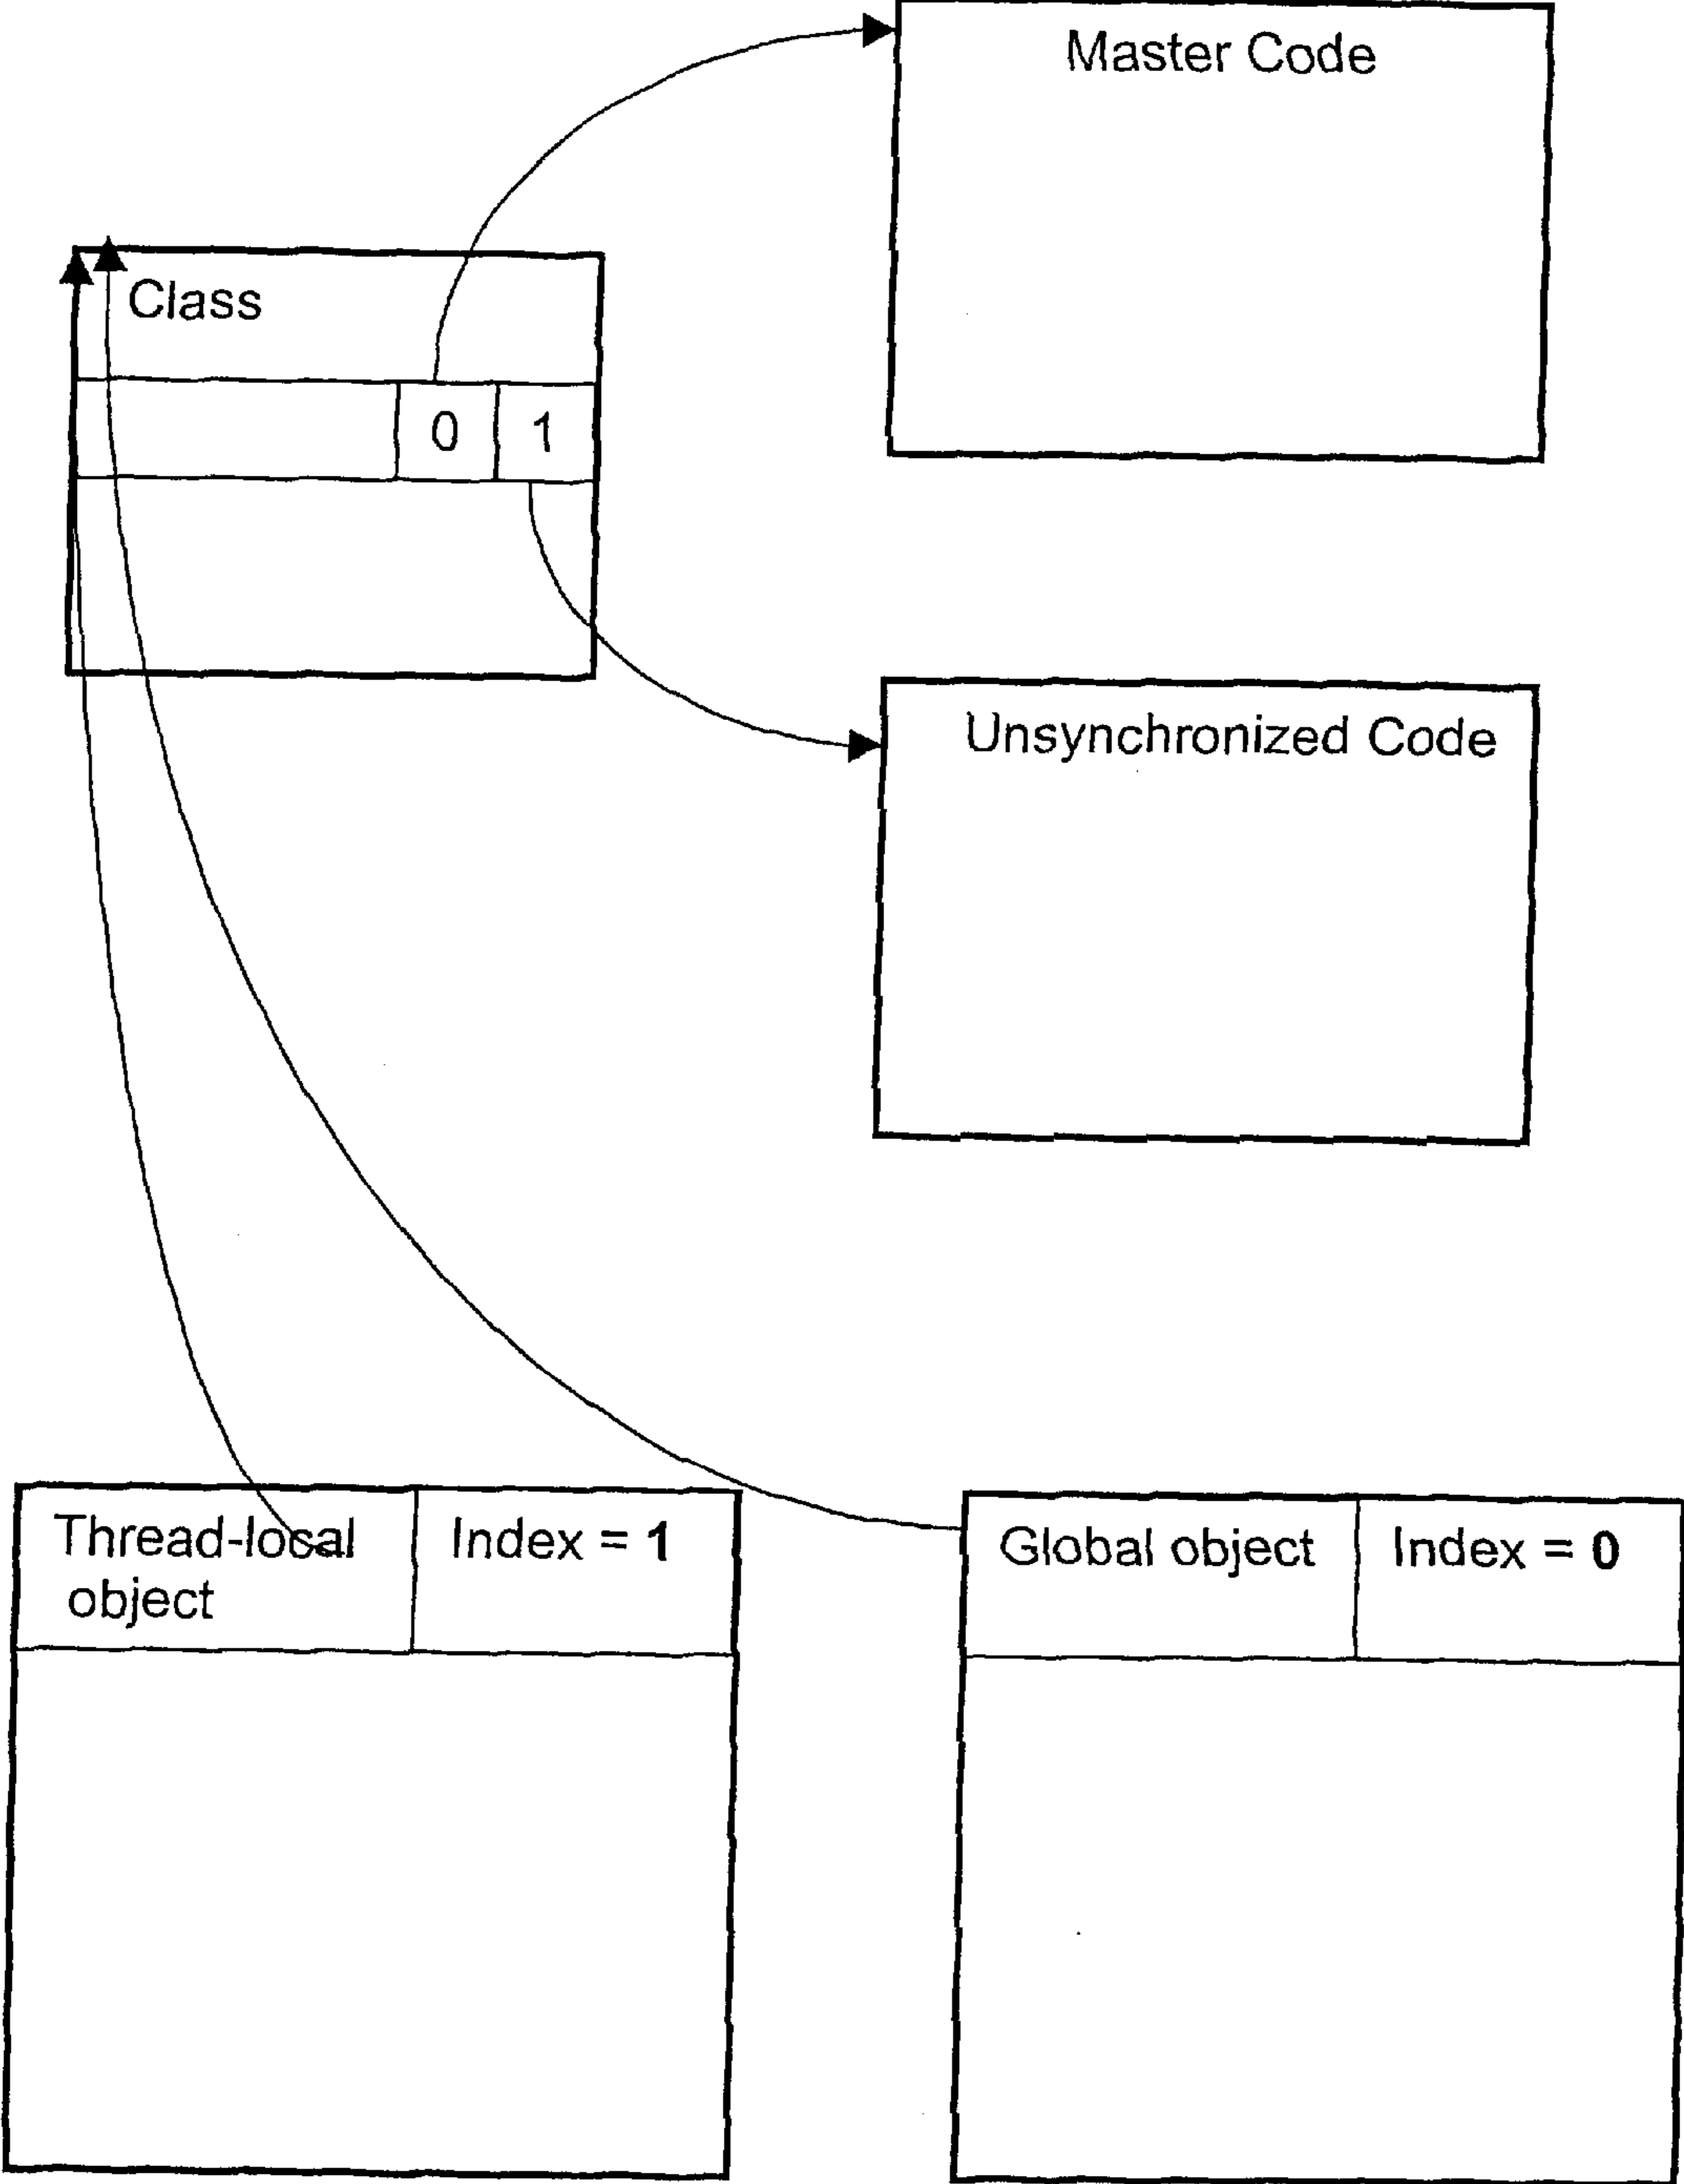 Master Code
Class
0 1
Unsynchronized Code
Thread-local
object
Index = 1
Global object
Index = 0